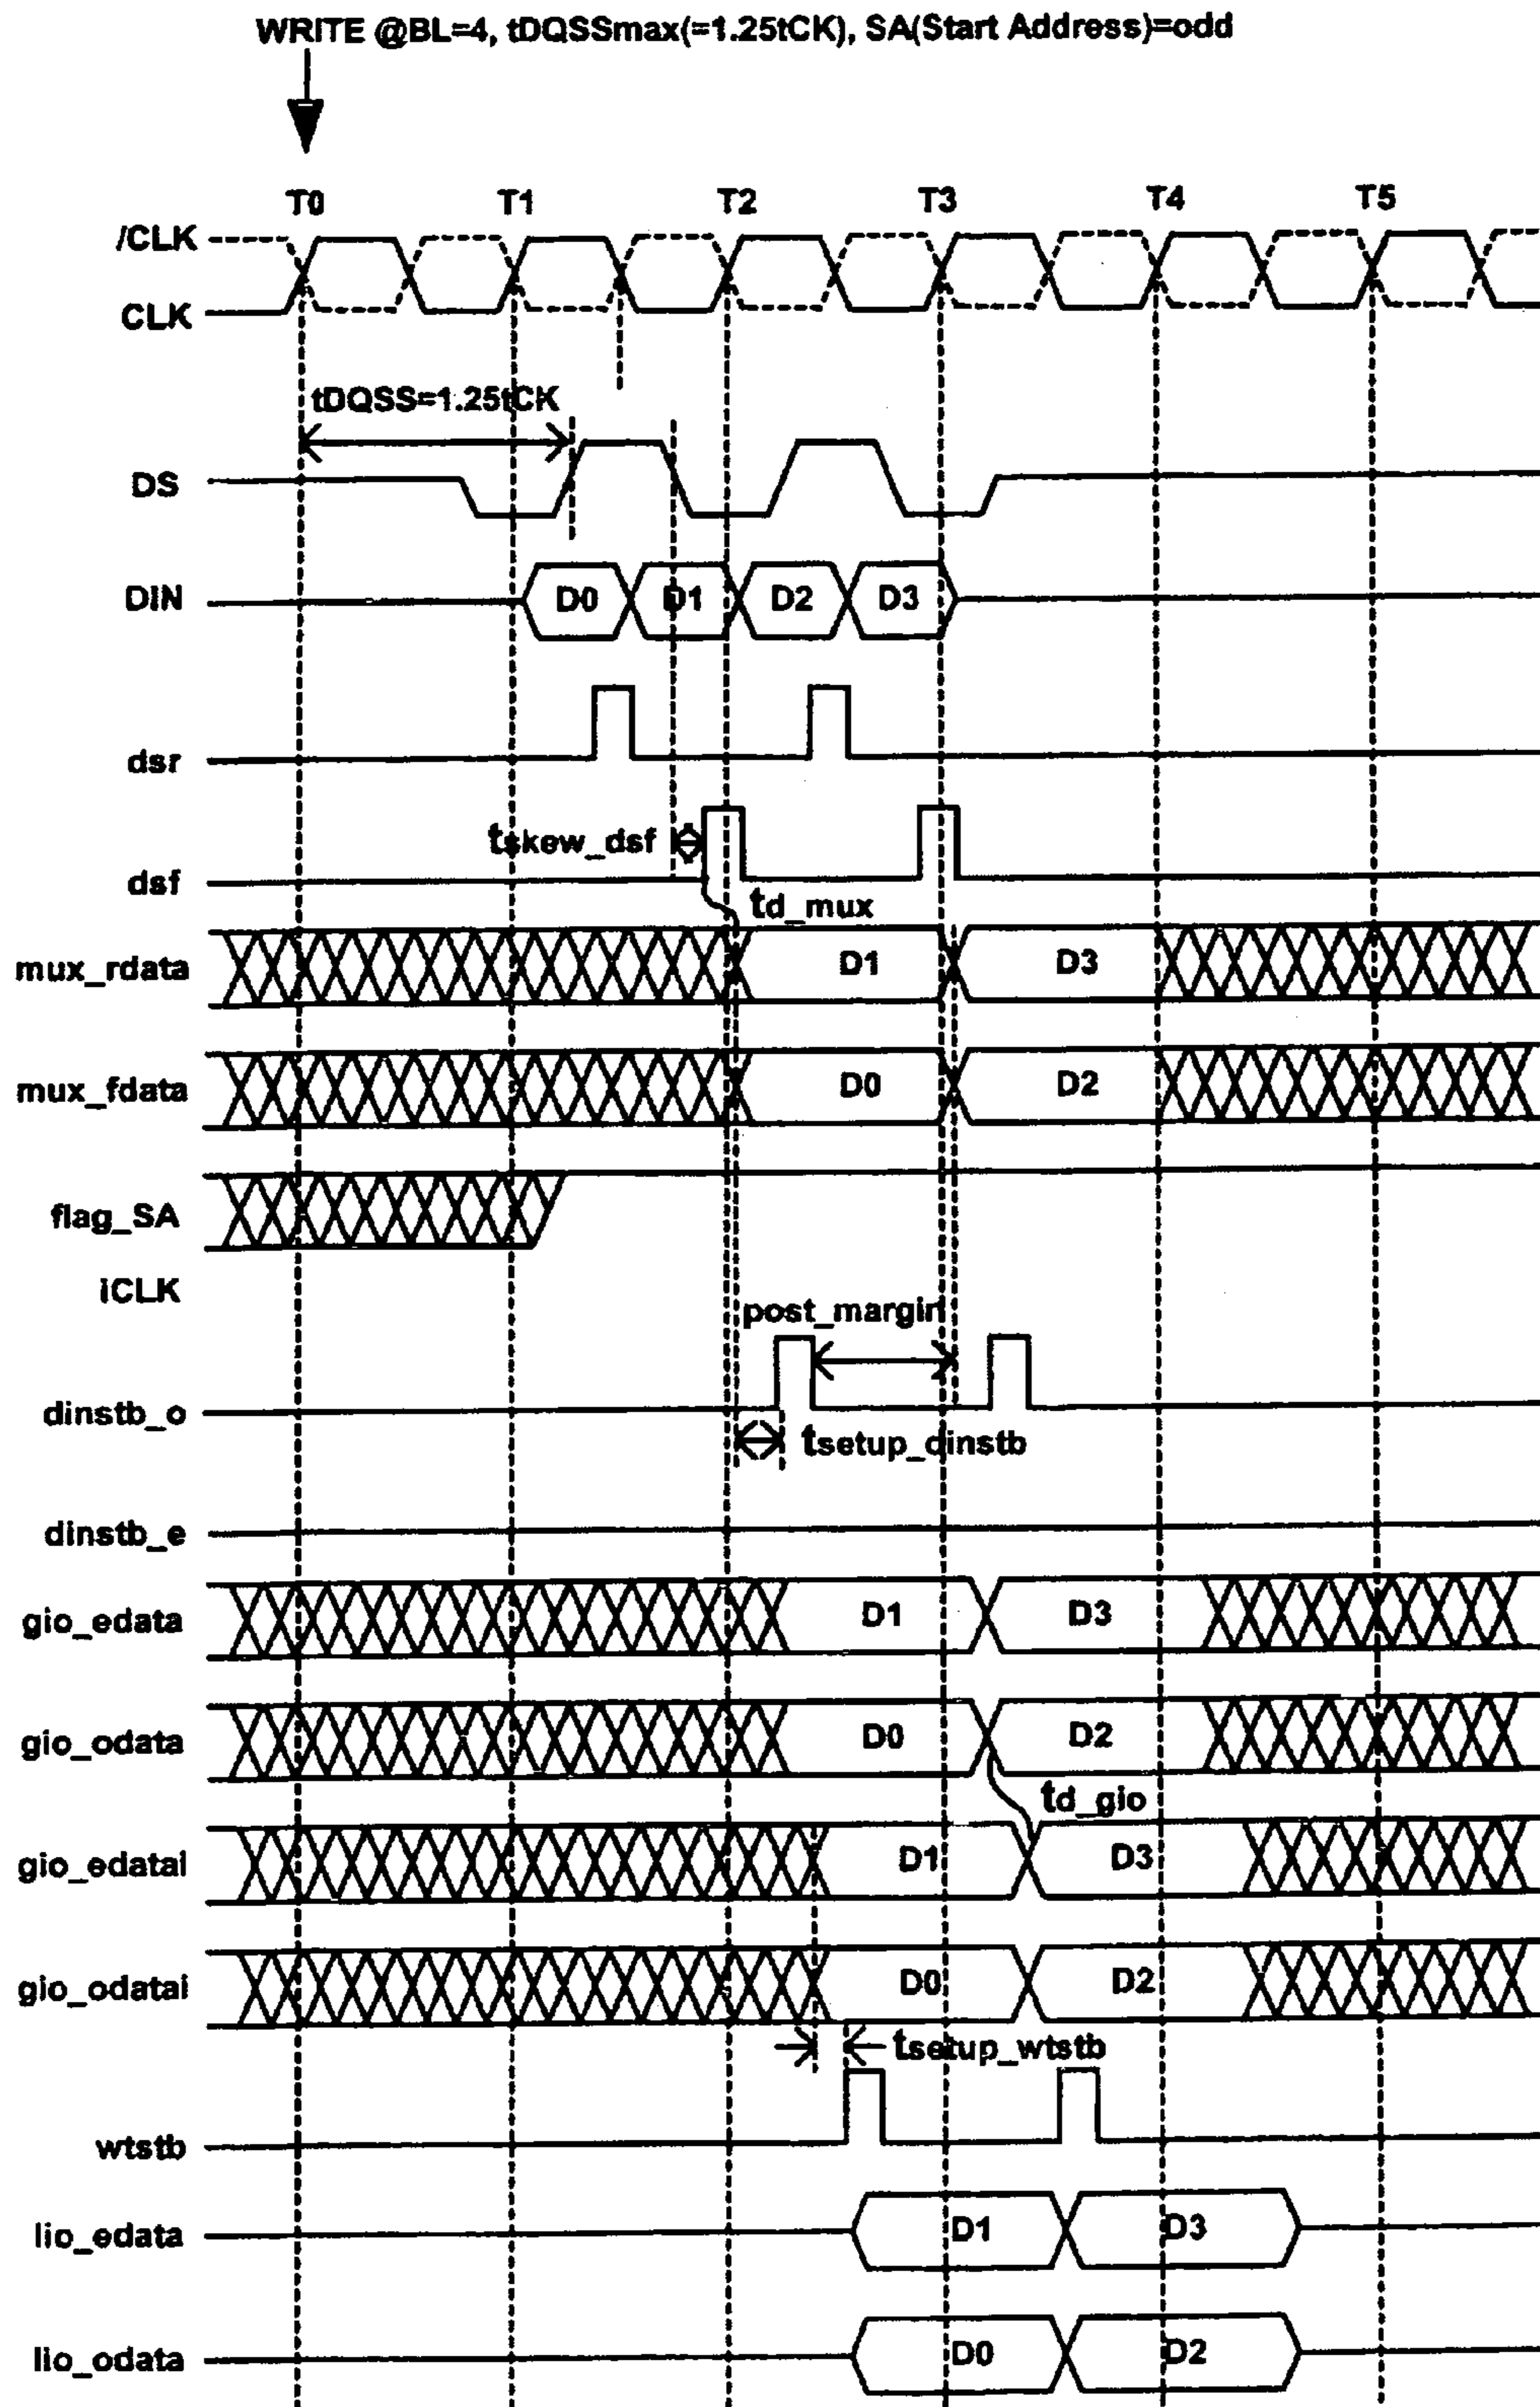 WRITE @BL=4, tDQSSmax(=1.25tCK), SA(Start Address)=odd
T0 T1 T2 T3 T4 T5
/CLK
CLK
tDQSS=1.25tCK
DS
DIN D0 D1 D2 D3
dsr
tskew_dsf
dsf
td_mux
mux_rdata D1 D3
mux_fdata D0 D2
flag_SA
iCLK
post_margin
dinstb_o
tsetup_dinstb
dinstb_e
gio_edata D1 D3
gio_odata D0 D2
td_gio
gio_edatai D1 D3
gio_odatai D0 D2
tsetup_wtstb
wtstb
lio_edata D1 D3
lio_odata D0 D2